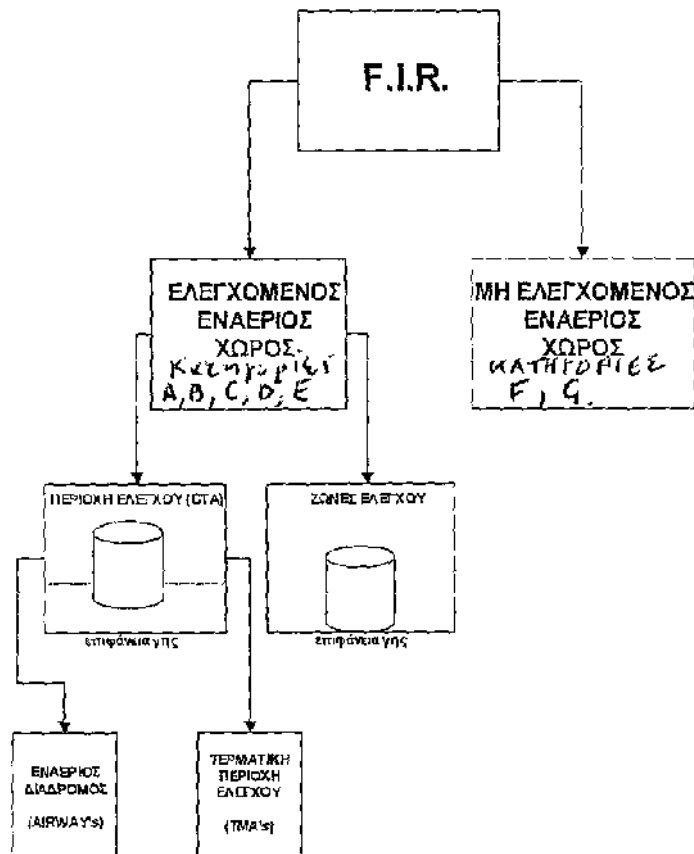 F.I.R.
ΕΛΕΓΧΟΜΕΝΟΣ
ΕΝΑΕΡΙΟΣ
ΧΩΡΟΣ.
Κατηγορίες
A, B, C, D, E
ΜΗ ΕΛΕΓΧΟΜΕΝΟΣ
ΕΝΑΕΡΙΟΣ
ΧΩΡΟΣ
ΚΑΤΗΓΟΡΙΕΣ
F, G.
ΠΕΡΙΟΧΗ ΕΛΕΓΧΟΥ (CTA)
επιφάνεια γης
ΖΩΝΕΣ ΕΛΕΓΧΟΥ
επιφάνεια γης
ΕΝΑΕΡΙΟΣ
ΔΙΑΔΡΟΜΟΣ
(AIRWAY's)
ΤΕΡΜΑΤΙΚΗ
ΠΕΡΙΟΧΗ
ΕΛΕΓΧΟΥ
(TMA's)